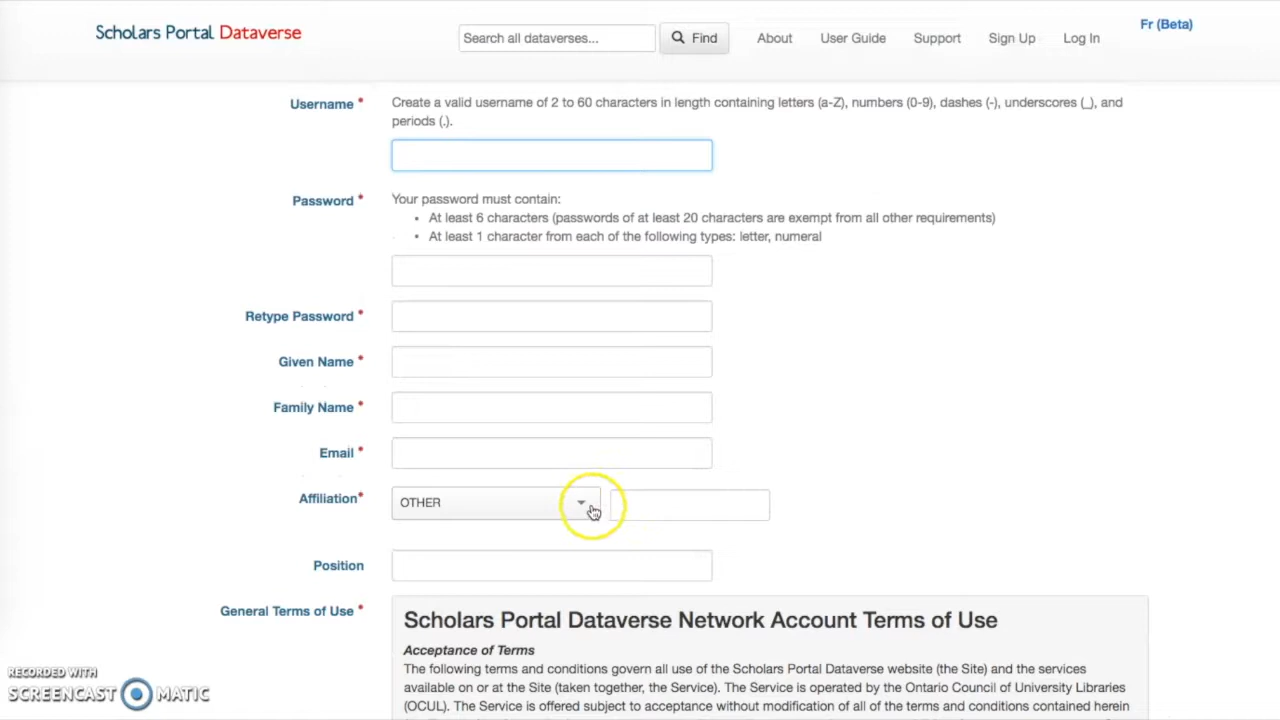 Scholars Portal Dataverse
Search all dataverses...
Find
About
User Guide
Support
Sign Up
Log In
Fr (Beta)
Username *
Create a valid username of 2 to 60 characters in length containing letters (a-Z), numbers (0-9), dashes (-), underscores (_), and
periods (.).
Password *
Your password must contain:
• At least 6 characters (passwords of at least 20 characters are exempt from all other requirements)
• At least 1 character from each of the following types: letter, numeral
Retype Password *
Given Name *
Family Name *
Email *
Affiliation*
OTHER
Position
General Terms of Use *
Scholars Portal Dataverse Network Account Terms of Use
Acceptance of Terms
The following terms and conditions govern all use of the Scholars Portal Dataverse website (the Site) and the services
available on or at the Site (taken together, the Service). The Service is operated by the Ontario Council of University Libraries
(OCUL). The Service is offered subject to acceptance without modification of all of the terms and conditions contained herein
RECORDED WITH
SCREENCAST MATIC